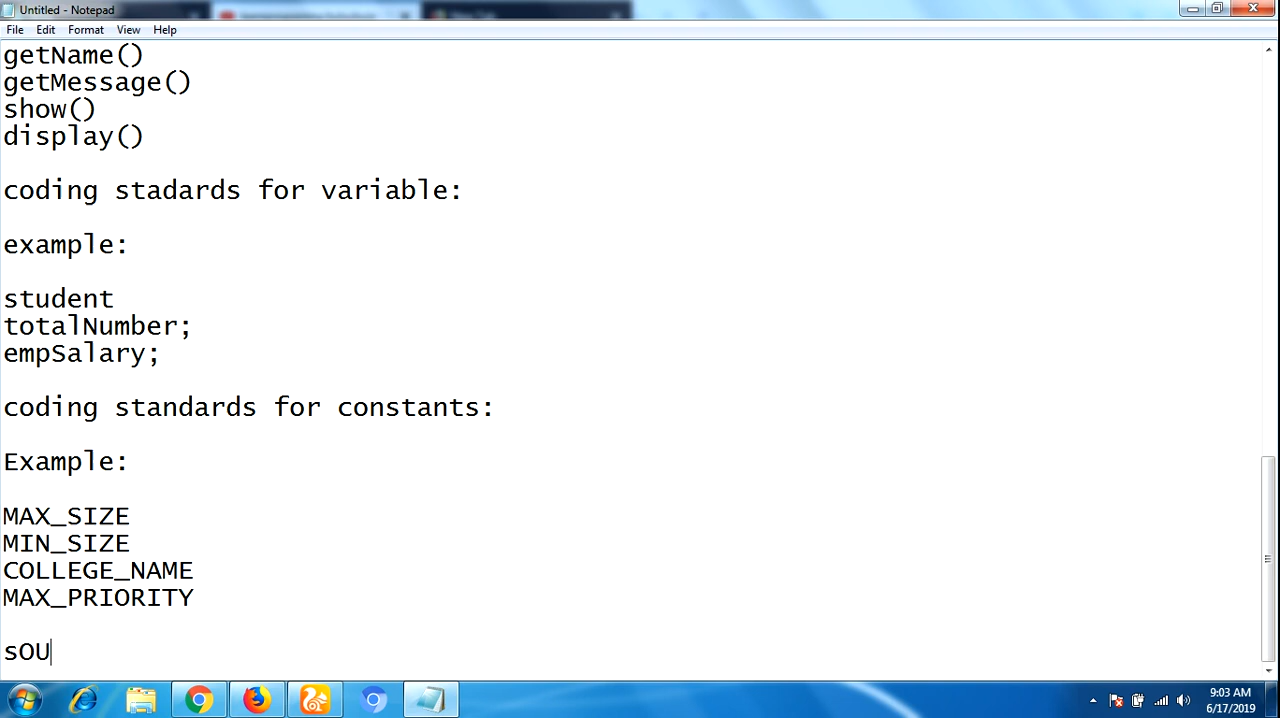 Untitled - Notepad
File Edit Format View Help
getName()
getMessage()
show()
display()
coding stadards for variable:
example:
student
totalNumber;
empSalary;
coding standards for constants:
Example:
MAX_SIZE
MIN_SIZE
COLLEGE_NAME
MAX_PRIORITY
sOU
9:03 AM
6/17/2019